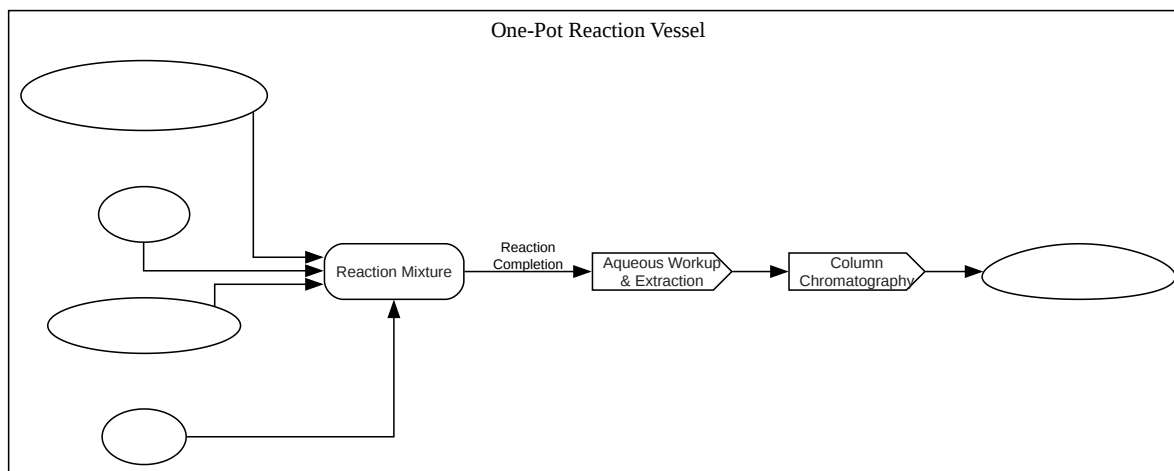 One-Pot Reaction Vessel
Reaction Mixture
Reaction
Completion
Aqueous Workup
& Extraction
Column
Chromatography